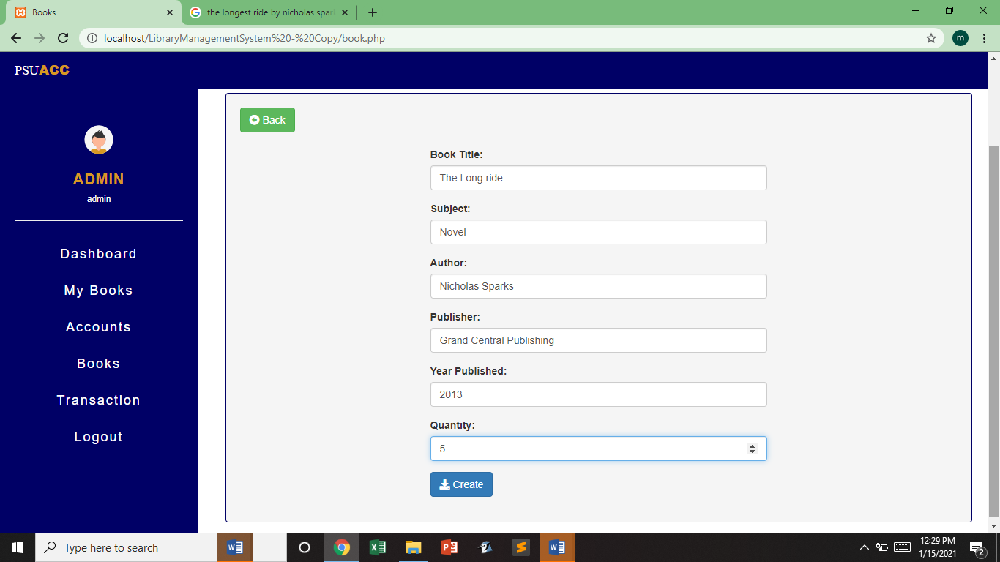 Books
the longest ride by nicholas spar
localhost/LibraryManagementSystem%20-%20Copy/book.php
m
PSUACC
ADMIN
admin
Dashboard
My Books
Accounts
Books
Transaction
Logout
Back
Book Title:
The Long ride
Subject:
Novel
Author:
Nicholas Sparks
Publisher:
Grand Central Publishing
Year Published:
2013
Quantity:
5
Create
Type here to search
12:29 PM
1/15/2021
2